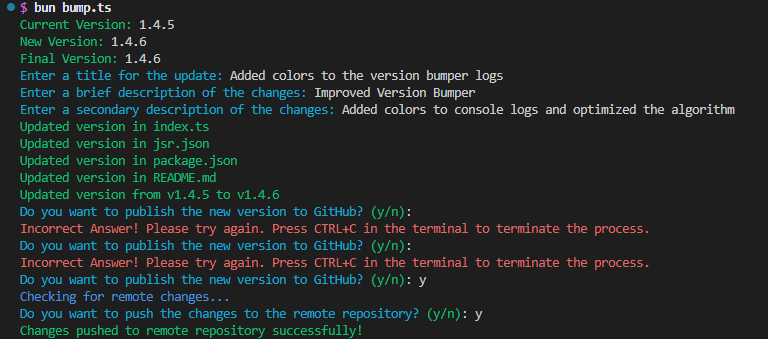 $ bun bump.ts
Current Version: 1.4.5
New Version: 1.4.6
Final Version: 1.4.6
Enter a title for the update: Added colors to the version bumper logs
Enter a brief description of the changes: Improved Version Bumper
Enter a secondary description of the changes: Added colors to console logs and optimized the algorithm
Updated version in index.ts
Updated version in jsr.json
Updated version in package.json
Updated version in README.md
Updated version from v1.4.5 to v1.4.6
Do you want to publish the new version to GitHub? (y/n):
Incorrect Answer! Please try again. Press CTRL+C in the terminal to terminate the process.
Do you want to publish the new version to GitHub? (y/n):
Incorrect Answer! Please try again. Press CTRL+C in the terminal to terminate the process.
Do you want to publish the new version to GitHub? (y/n): y
Checking for remote changes...
Do you want to push the changes to the remote repository? (y/n): y
Changes pushed to remote repository successfully!